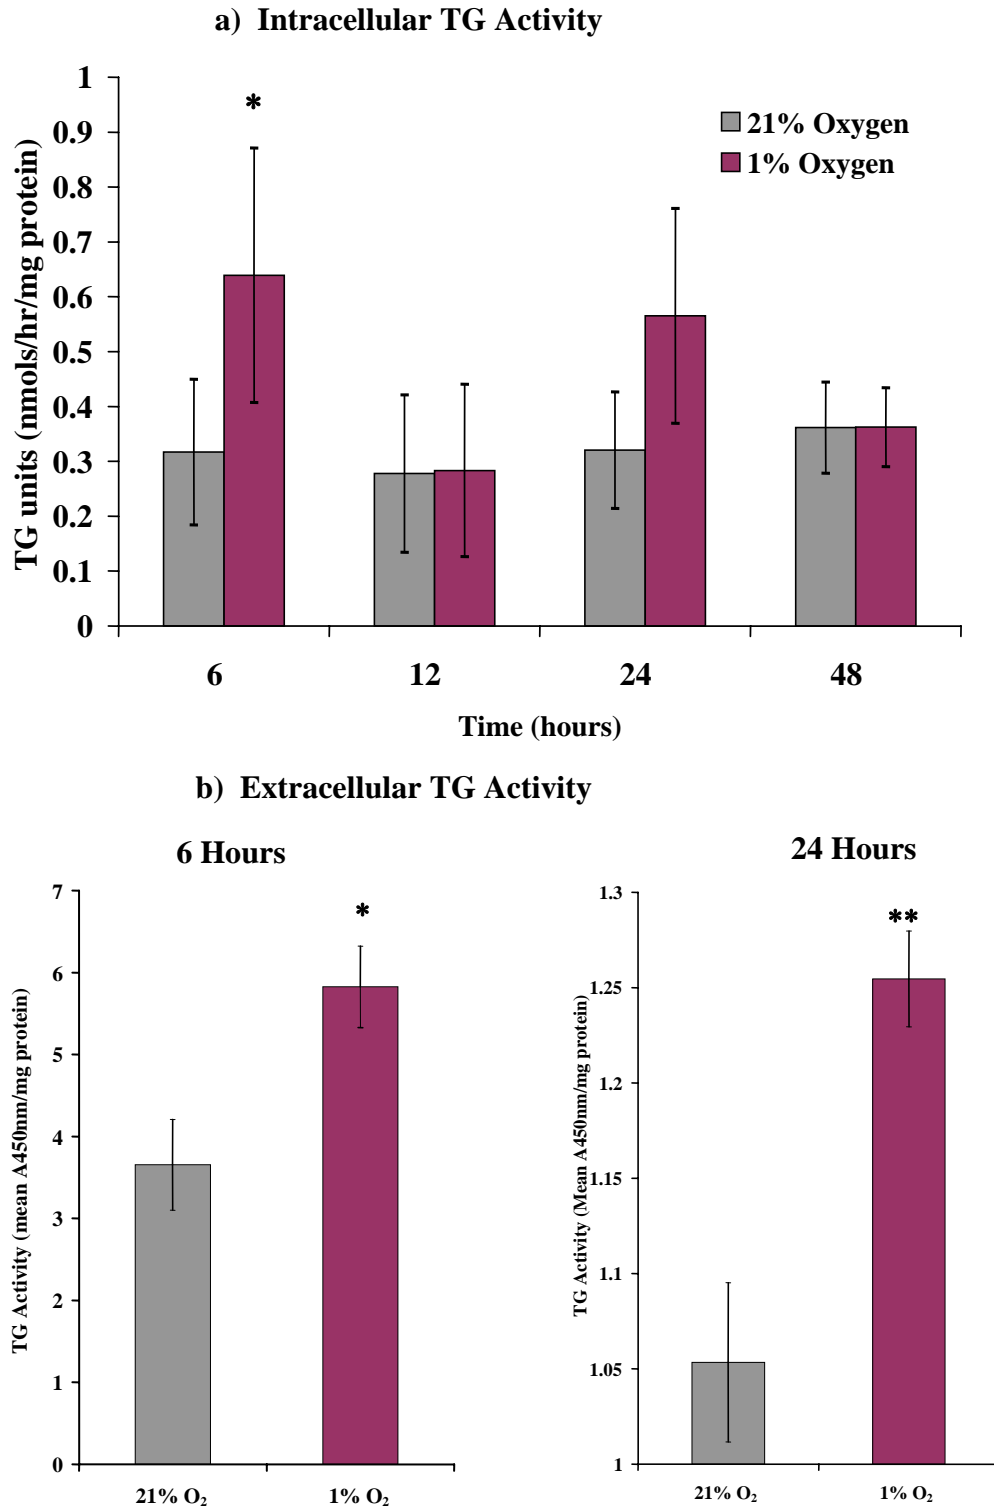 a)  Intracellular TG Activity
1
0.9
0.8
0.7
0.6
0.5
0.4
0.3
0.2
0.1
0
TG units (nmols/hr/mg protein)
*
21% Oxygen
1% Oxygen
6 12 24 48
Time (hours)
b)  Extracellular TG Activity
6 Hours
7
6
5
4
3
2
1
0
TG Activity (mean A450nm/mg protein)
*
21% O₂ 1% O₂
24 Hours
1.3
1.25
1.2
1.15
1.1
1.05
1
TG Activity (Mean A450nm/mg protein)
**
21% O₂ 1% O₂